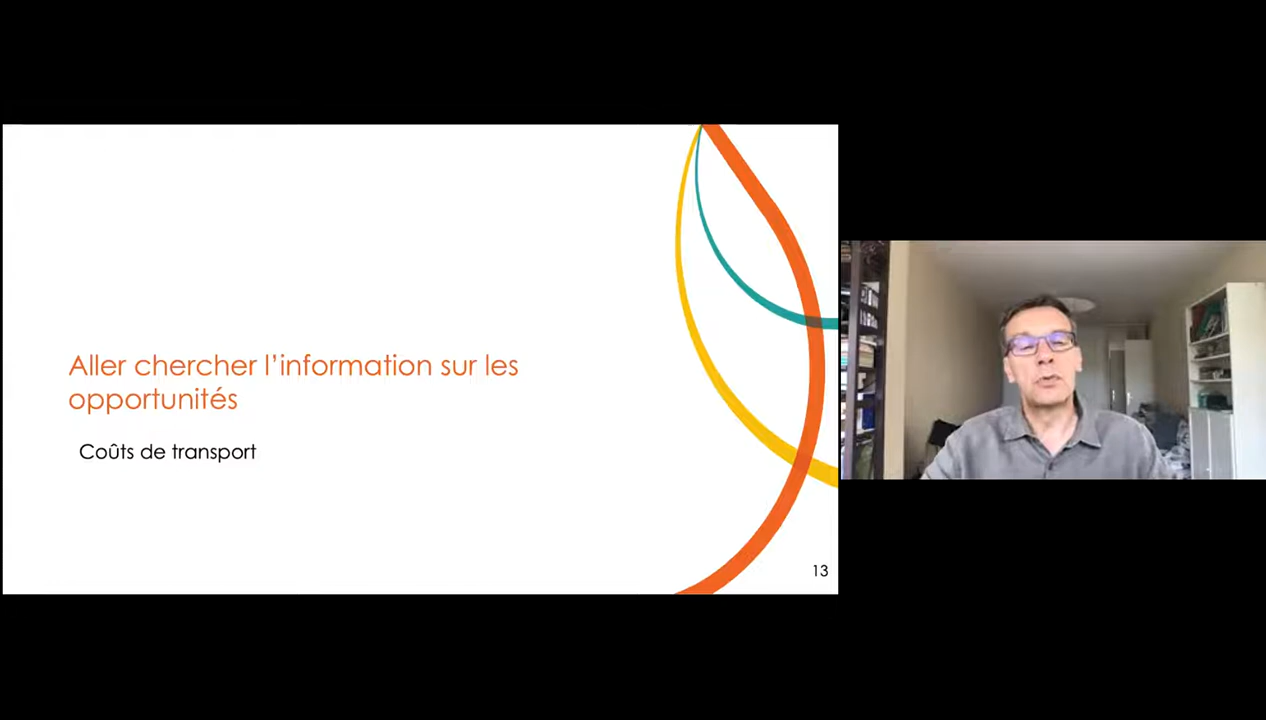 Aller chercher l’information sur les
opportunités
Coûts de transport
13